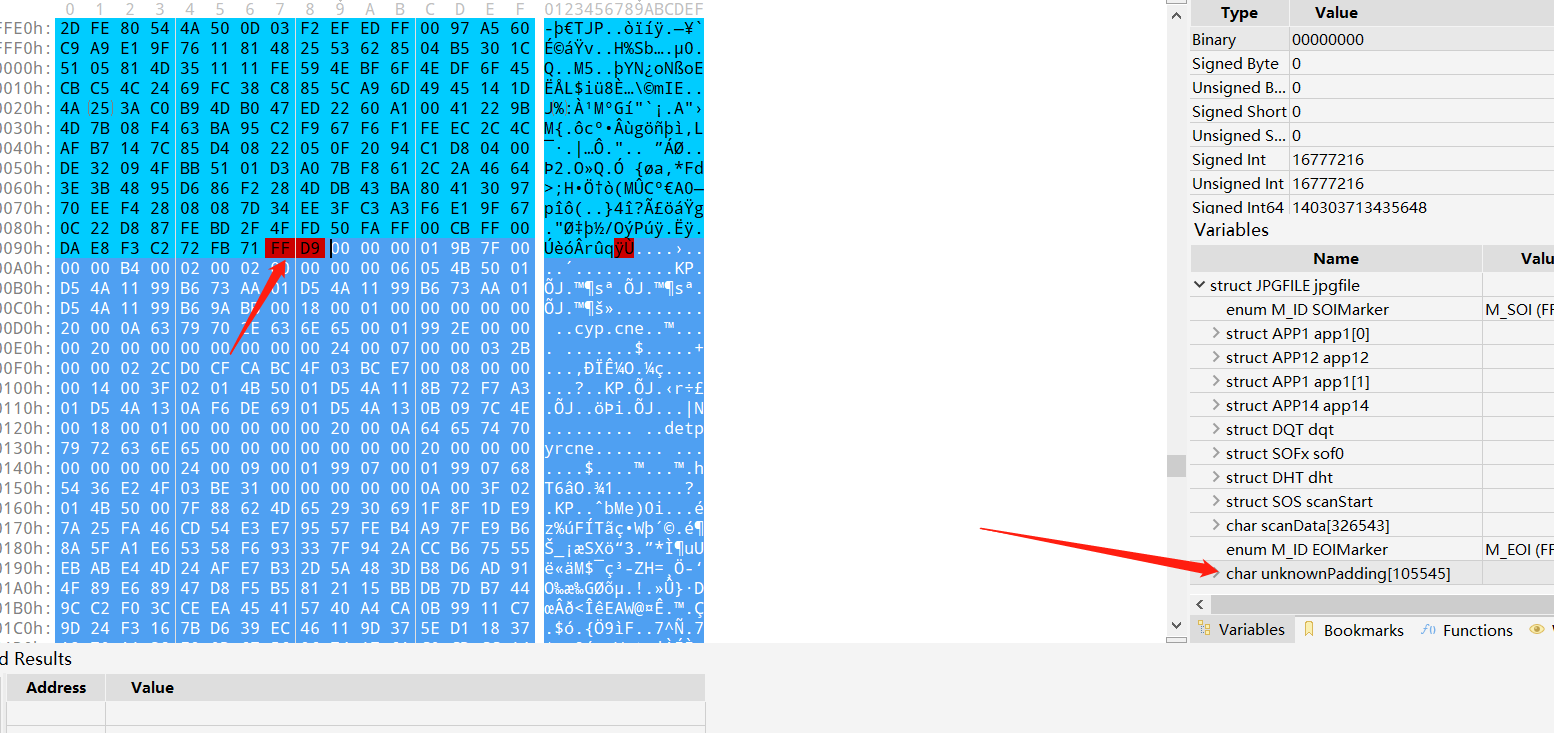 0 1 2 3 4 5 6 7 8 9 A B C D E F 0123456789ABCDEF
FFE0h: 2D FE 80 54 4A 50 0D 03 F2 EF ED FF 00 97 A5 60 -þ€TJP..òïíÿ.—¥`
FFF0h: C9 A9 E1 9F 76 11 81 48 25 53 62 85 04 B5 30 1C É©áŸv..H%Sb….µ0.
0000h: 51 05 81 4D 35 11 11 FE 59 4E BF 6F 4E DF 6F 45 Q..M5..þYN¿oNßoE
0010h: CB C5 4C 24 69 FC 38 C8 85 5C A9 6D 49 45 14 1D ËÅL$iü8È…\©mIE..
0020h: 4A 25 3A C0 B9 4D B0 47 ED 22 60 A1 00 41 22 9B J%:À¹M°Gí"`¡.A"›
0030h: 4D 7B 08 F4 63 BA 95 C2 F9 67 F6 F1 FE EC 2C 4C M{.ôcº•Âùgöñþì,L
0040h: AF B7 14 7C 85 D4 08 22 05 0F 20 94 C1 D8 04 00 ¯·.|…Ô.".. ”ÁØ..
0050h: DE 32 09 4F BB 51 01 D3 A0 7B F8 61 2C 2A 46 64 Þ2.O»Q.Ó {øa,*Fd
0060h: 3E 3B 48 95 D6 86 F2 28 4D DB 43 BA 80 41 30 97 >;H•Ö†ò(MÛCº€A0—
0070h: 70 EE F4 28 08 08 7D 34 EE 3F C3 A3 F6 E1 9F 67 pîô(..}4î?Ã£öáŸg
0080h: 0C 22 D8 87 FE BD 2F 4F FD 50 FA FF 00 CB FF 00 ."Ø‡þ½/OýPúÿ.Ëÿ.
0090h: DA E8 F3 C2 72 FB 71 FF D9 00 00 00 01 9B 7F 00 ÚèóÂrûqÿÙ....›..
00A0h: 00 00 B4 00 02 00 02 00 00 00 00 06 05 4B 50 01 ..´..........KP.
00B0h: D5 4A 11 99 B6 73 AA 01 D5 4A 11 99 B6 73 AA 01 ÕJ.™¶sª.ÕJ.™¶sª.
00C0h: D5 4A 11 99 B6 9A BB 00 18 00 01 00 00 00 00 00 ÕJ.™¶š».........
00D0h: 20 00 0A 63 79 70 2E 63 6E 65 00 01 99 2E 00 00 ..cyp.cne..™...
00E0h: 00 20 00 00 00 00 00 00 00 24 00 07 00 00 03 2B . .......$.....+
00F0h: 00 00 02 2C D0 CF CA BC 4F 03 BC E7 00 08 00 00 ...,ÐÏÊ¼O.¼ç....
0100h: 00 14 00 3F 02 01 4B 50 01 D5 4A 11 8B 72 F7 A3 ...?..KP.ÕJ.‹r÷£
0110h: 01 D5 4A 13 0A F6 DE 69 01 D5 4A 13 0B 09 7C 4E .ÕJ..öÞi.ÕJ...|N
0120h: 00 18 00 01 00 00 00 00 00 20 00 0A 64 65 74 70 ......... ..detp
0130h: 79 72 63 6E 65 00 00 00 00 00 00 20 00 00 00 00 yrcne...... ....
0140h: 00 00 00 00 24 00 09 00 01 99 07 00 01 99 07 68 ....$....™...™.h
0150h: 54 36 E2 4F 03 BE 31 00 00 00 00 00 0A 00 3F 02 T6âO.¾1.......?.
0160h: 01 4B 50 00 7F 88 62 4D 65 29 30 69 1F 8F 1D E9 .KP..ˆbMe)0i...é
0170h: 7A 25 FA 46 CD 54 E3 E7 95 57 FE B4 A9 7F E9 B6 z%úFÍTãç•Wþ´©.é¶
0180h: 8A 5F A1 E6 53 58 F6 93 33 7F 94 2A CC B6 75 55 Š_¡æSXö“3.”*Ì¶uU
0190h: EB AB E4 4D 24 AF E7 B3 2D 5A 48 3D B8 D6 AD 91 ë«äM$¯ç³-ZH=¸Ö-‘
01A0h: 4F 89 E6 89 47 D8 F5 B5 81 21 15 BB DB 7D B7 44 O‰æ‰GØõµ.!.»Û}·D
01B0h: 9C C2 F0 3C CE EA 45 41 57 40 A4 CA 0B 99 11 C7 œÂð<ÎêEAW@¤Ê.™.Ç
01C0h: 9D 24 F3 16 7B D6 39 EC 46 11 9D 37 5E D1 18 37 .$ó.{Ö9ìF..7^Ñ.7
d Results
Address Value
Type Value
Binary 00000000
Signed Byte 0
Unsigned B... 0
Signed Short 0
Unsigned S... 0
Signed Int 16777216
Unsigned Int 16777216
Signed Int64 140303713435648
Variables
Name Valu
struct JPGFILE jpgfile
enum M_ID SOIMarker M_SOI (FF
struct APP1 app1[0]
struct APP12 app12
struct APP1 app1[1]
struct APP14 app14
struct DQT dqt
struct SOFx sof0
struct DHT dht
struct SOS scanStart
char scanData[326543]
enum M_ID EOIMarker M_EOI (FF
char unknownPadding[105545]
Variables Bookmarks f() Functions